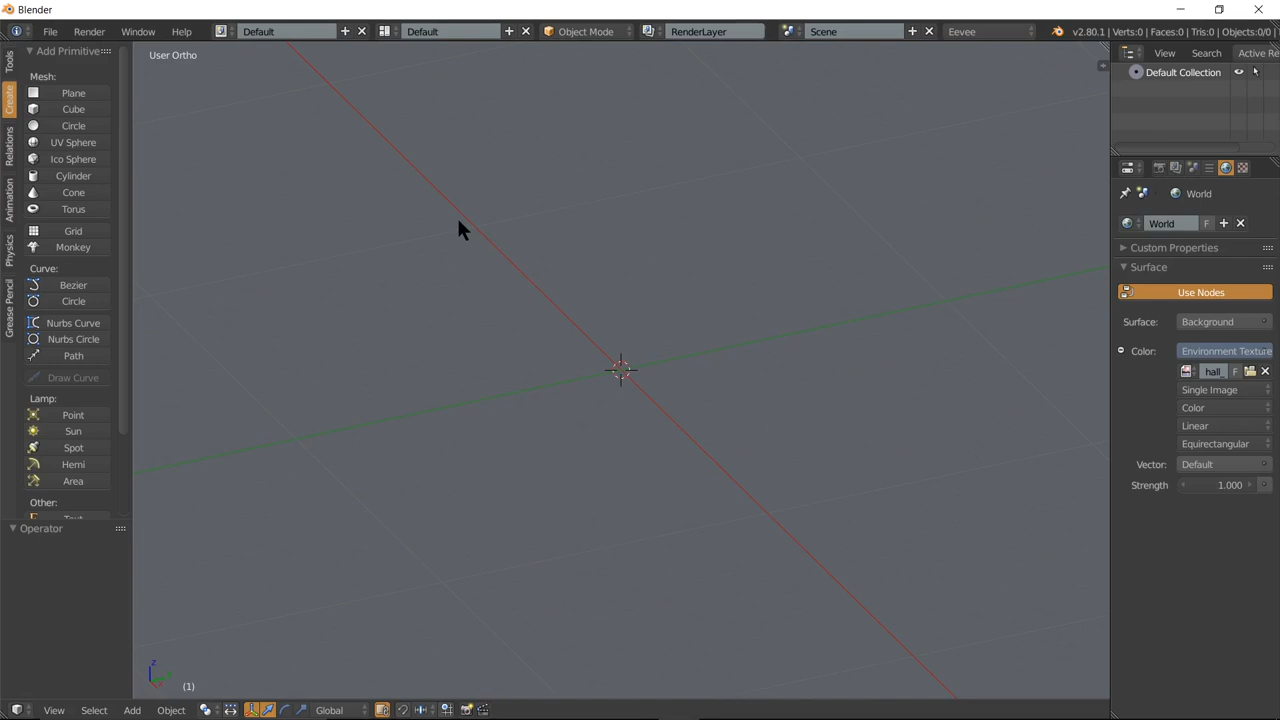 Blender
File Render Window Help Default Default Object Mode RenderLayer Scene Eevee v2.80.1 | Verts:0 | Faces:0 | Tris:0 | Objects:0/0 |
User Ortho
View Search Active Re
Default Collection
Tools
Create
Relations
Animation
Physics
Grease Pencil
Add Primitive
Mesh:
Plane
Cube
Circle
UV Sphere
Ico Sphere
Cylinder
Cone
Torus
Grid
Monkey
Curve:
Bezier
Circle
Nurbs Curve
Nurbs Circle
Path
Draw Curve
Lamp:
Point
Sun
Spot
Hemi
Area
Other:
Operator
World
World F
Custom Properties
Surface
Use Nodes
Surface: Background
Color: Environment Texture
hall_ F
Single Image
Color
Linear
Equirectangular
Vector: Default
Strength 1.000
Z
(1)
View Select Add Object Global